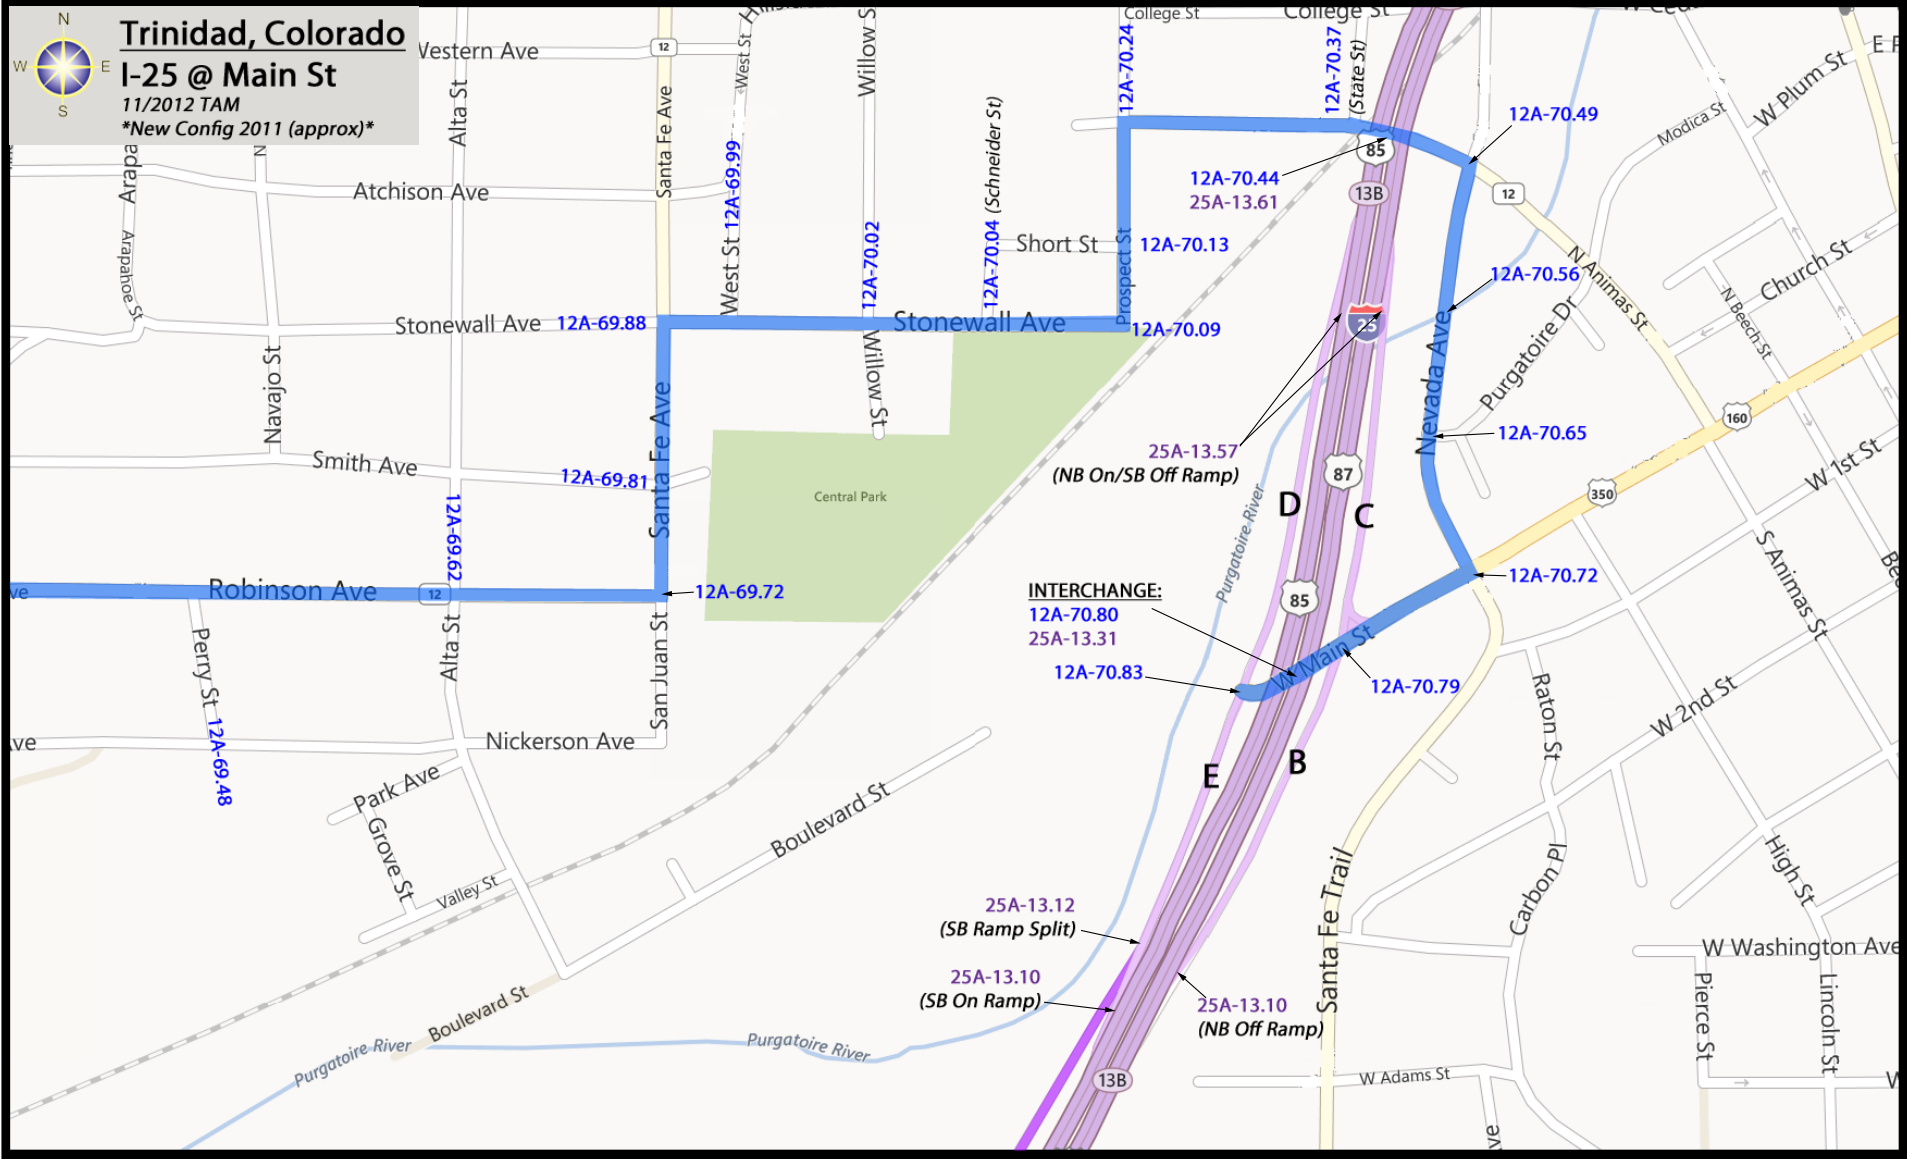 N
W
E
S
Trinidad, Colorado
I-25 @ Main St
11/2012 TAM
*New Config 2011 (approx)*
Western Ave
Alta St
12
Santa Fe Ave
West St
12A-69.99
West St
Willow S
12A-70.02
(Schneider St)
12A-70.04
College St
College St
12A-70.24
12A-70.37
(State St)
12A-70.49
W Plum St
Modica St
E
Arapa
N
Atchison Ave
Arapahoe St
Short St
Prospect St
12A-70.13
12A-70.44
25A-13.61
85
13B
12
N Animas St
Church St
N Beech St
12A-70.56
Purgatoire Dr
Nevada Ave
Stonewall Ave
12A-69.88
Stonewall Ave
12A-70.09
25
Navajo St
Willow St
Santa Fe Ave
Smith Ave
12A-69.81
Central Park
25A-13.57
(NB On/SB Off Ramp)
12A-70.65
160
350
W 1st St
87
D
C
Purgatoire River
12A-69.62
S Animas St
Robinson Ave
12
12A-69.72
INTERCHANGE:
12A-70.80
25A-13.31
12A-70.83
85
12A-70.72
W Main St
12A-70.79
Perry St
12A-69.48
Alta St
San Juan St
ve
Nickerson Ave
Raton St
W 2nd St
E
B
Park Ave
Grove St
Boulevard St
Valley St
Santa Fe Trail
Carbon Pl
High St
25A-13.12
(SB Ramp Split)
25A-13.10
(SB On Ramp)
25A-13.10
(NB Off Ramp)
W Washington Ave
Pierce St
Lincoln St
Boulevard St
Purgatoire River
Purgatoire River
13B
W Adams St
ve
W